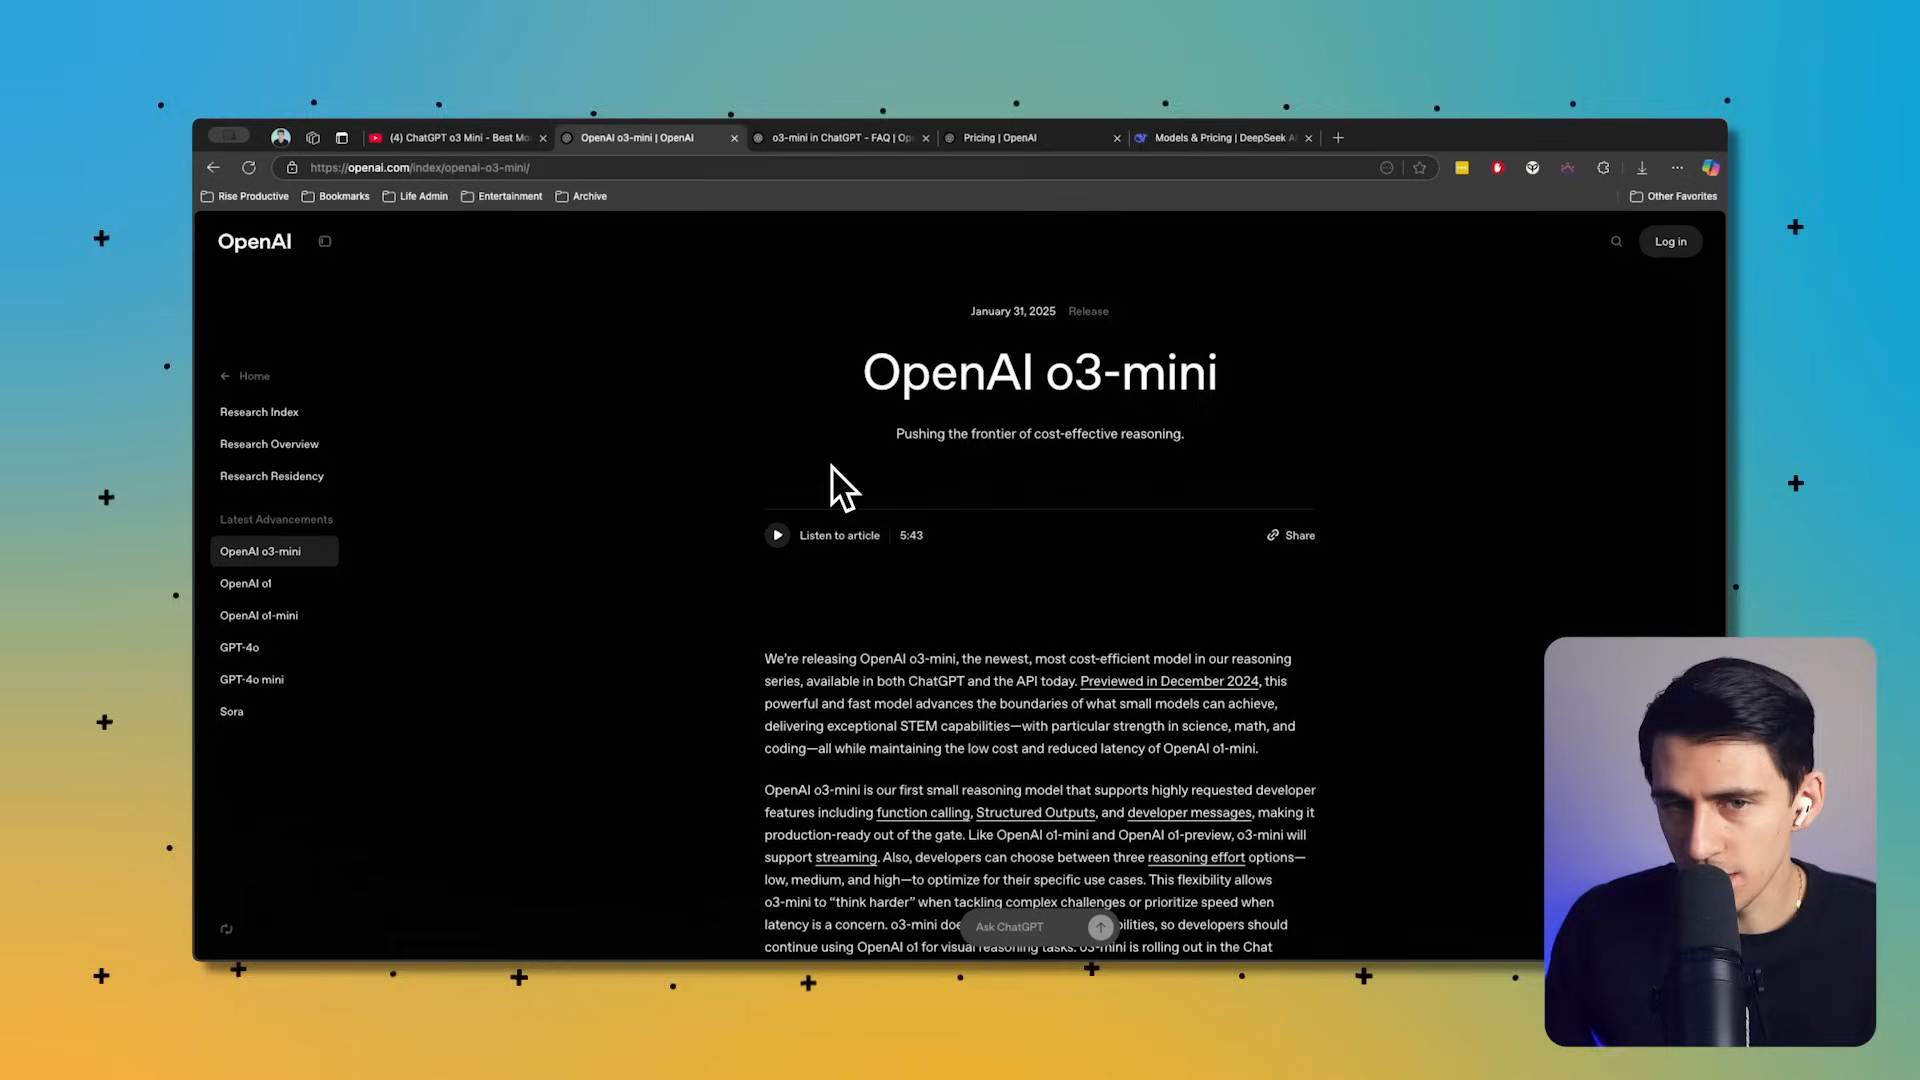 (4) ChatGPT o3 Mini - Best Mo
OpenAI o3-mini | OpenAI
o3-mini in ChatGPT - FAQ | Op
Pricing | OpenAI
Models & Pricing | DeepSeek A
https://openai.com/index/openai-o3-mini/
Rise Productive
Bookmarks
Life Admin
Entertainment
Archive
Other Favorites
OpenAI
Log in
January 31, 2025 Release
OpenAI o3-mini
Pushing the frontier of cost-effective reasoning.
Home
Research Index
Research Overview
Research Residency
Latest Advancements
OpenAI o3-mini
OpenAI o1
OpenAI o1-mini
GPT-4o
GPT-4o mini
Sora
Listen to article 5:43
Share
We're releasing OpenAI o3-mini, the newest, most cost-efficient model in our reasoning
series, available in both ChatGPT and the API today. Previewed in December 2024, this
powerful and fast model advances the boundaries of what small models can achieve,
delivering exceptional STEM capabilities—with particular strength in science, math, and
coding—all while maintaining the low cost and reduced latency of OpenAI o1-mini.
OpenAI o3-mini is our first small reasoning model that supports highly requested developer
features including function calling, Structured Outputs, and developer messages, making it
production-ready out of the gate. Like OpenAI o1-mini and OpenAI o1-preview, o3-mini will
support streaming. Also, developers can choose between three reasoning effort options—
low, medium, and high—to optimize for their specific use cases. This flexibility allows
o3-mini to “think harder” when tackling complex challenges or prioritize speed when
latency is a concern. o3-mini doe bilities, so developers should
Ask ChatGPT
continue using OpenAI o1 for visual reasoning tasks. o3-mini is rolling out in the Chat